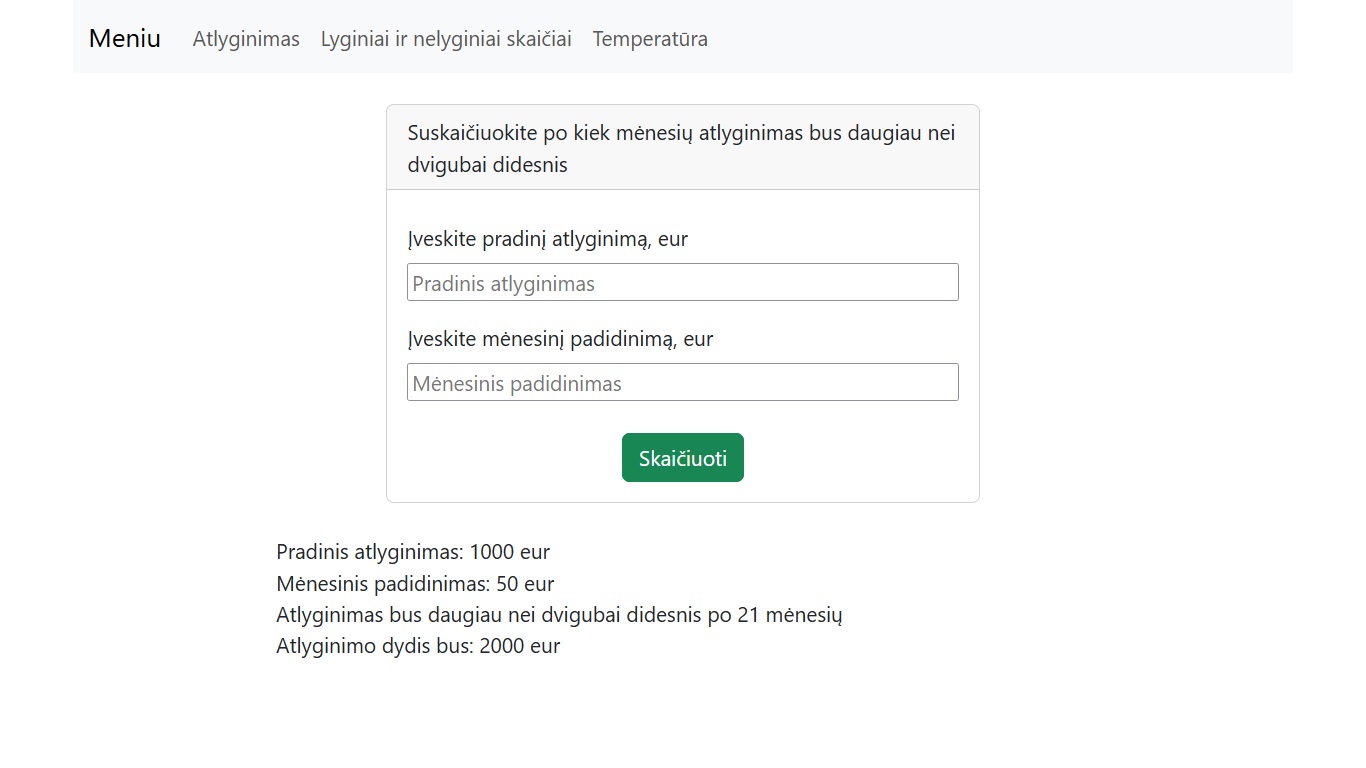 Meniu Atlyginimas Lyginiai ir nelyginiai skaičiai Temperatūra
Suskaičiuokite po kiek mėnesių atlyginimas bus daugiau nei
dvigubai didesnis
Įveskite pradinį atlyginimą, eur
Pradinis atlyginimas
Įveskite mėnesinį padidinimą, eur
Mėnesinis padidinimas
Skaičiuoti
Pradinis atlyginimas: 1000 eur
Mėnesinis padidinimas: 50 eur
Atlyginimas bus daugiau nei dvigubai didesnis po 21 mėnesių
Atlyginimo dydis bus: 2000 eur